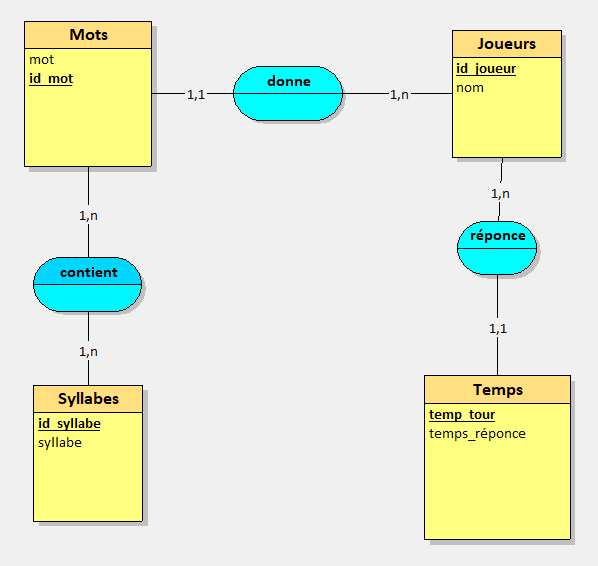 Mots
mot
id_mot
1,1
donne
1,n
Joueurs
id_joueur
nom
1,n
contient
1,n
Syllabes
id_syllabe
syllabe
1,n
réponce
1,1
Temps
temp_tour
temps_réponce